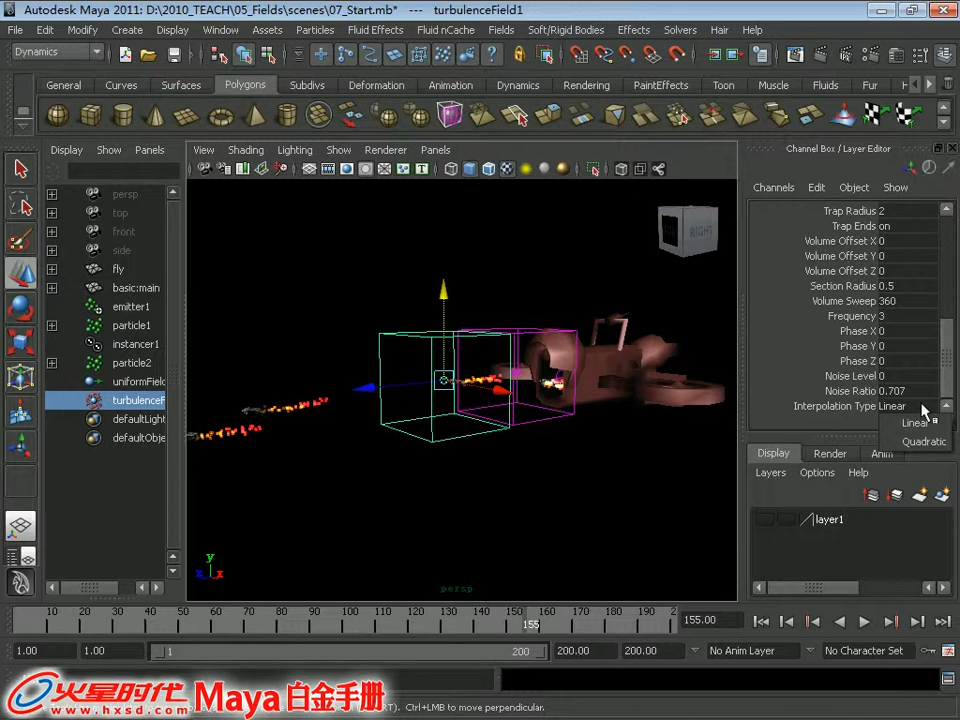 Autodesk Maya 2011: D:\2010_TEACH\05_Fields\scenes\07_Start.mb* --- turbulenceField1
File Edit Modify Create Display Window Assets Particles Fluid Effects Fluid nCache Fields Soft/Rigid Bodies Effects Solvers Hair Help
Dynamics
General Curves Surfaces Polygons Subdivs Deformation Animation Dynamics Rendering PaintEffects Toon Muscle Fluids Fur
Display Show Panels
View Shading Lighting Show Renderer Panels
Channel Box / Layer Editor
Channels Edit Object Show
persp
top
front
side
fly
basic:main
emitter1
particle1
instancer1
particle2
uniformFiel
turbulenceF
defaultLight
defaultObje
RIGHT
Trap Radius 2
Trap Ends on
Volume Offset X 0
Volume Offset Y 0
Volume Offset Z 0
Section Radius 0.5
Volume Sweep 360
Frequency 3
Phase X 0
Phase Y 0
Phase Z 0
Noise Level 0
Noise Ratio 0.707
Interpolation Type Linear
Linear
Quadratic
Display Render Anim
Layers Options Help
layer1
y
z x
persp
10 20 30 40 50 60 70 80 90 100 110 120 130 140 150 160 170 180 190 2
155
155.00
1.00 1.00 1 200 200.00 200.00 No Anim Layer No Character Set
火星时代 Maya 白金手册
www.hxsd.com
RT). Ctrl+LMB to move perpendicular.